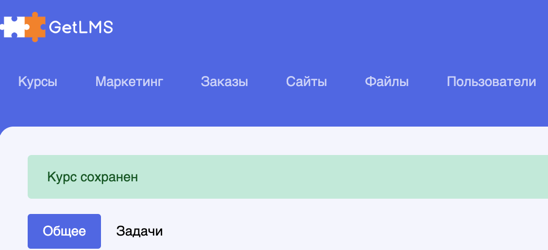 GetLMS
Курсы Маркетинг Заказы Сайты Файлы Пользователи
Курс сохранен
Общее Задачи